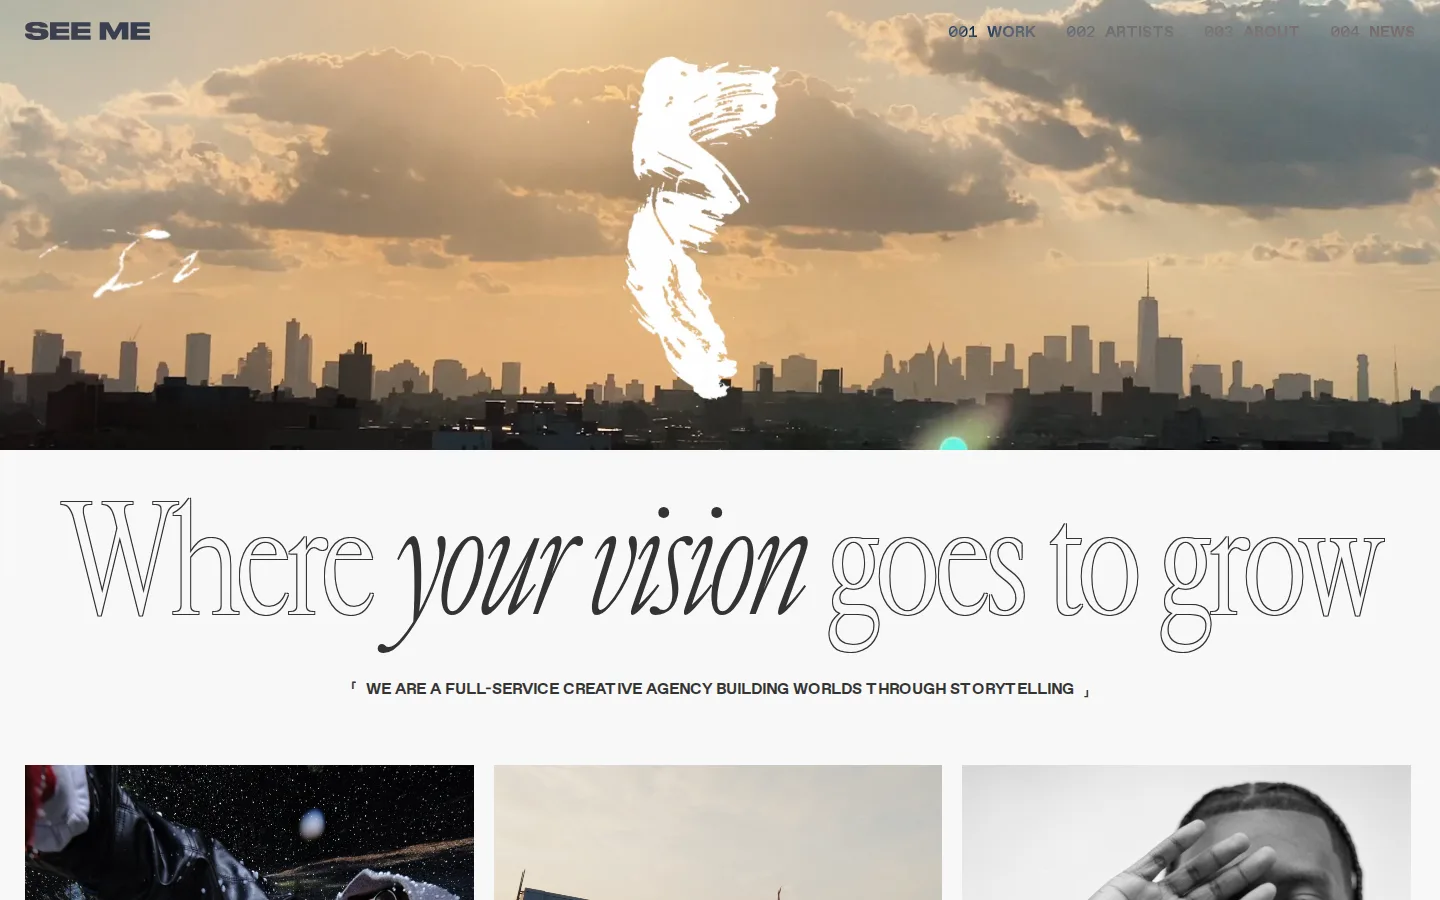 SEE ME
001 WORK 002 ARTISTS 003 ABOUT 004 NEWS
Where your vision goes to grow
「 WE ARE A FULL-SERVICE CREATIVE AGENCY BUILDING WORLDS THROUGH STORYTELLING 」